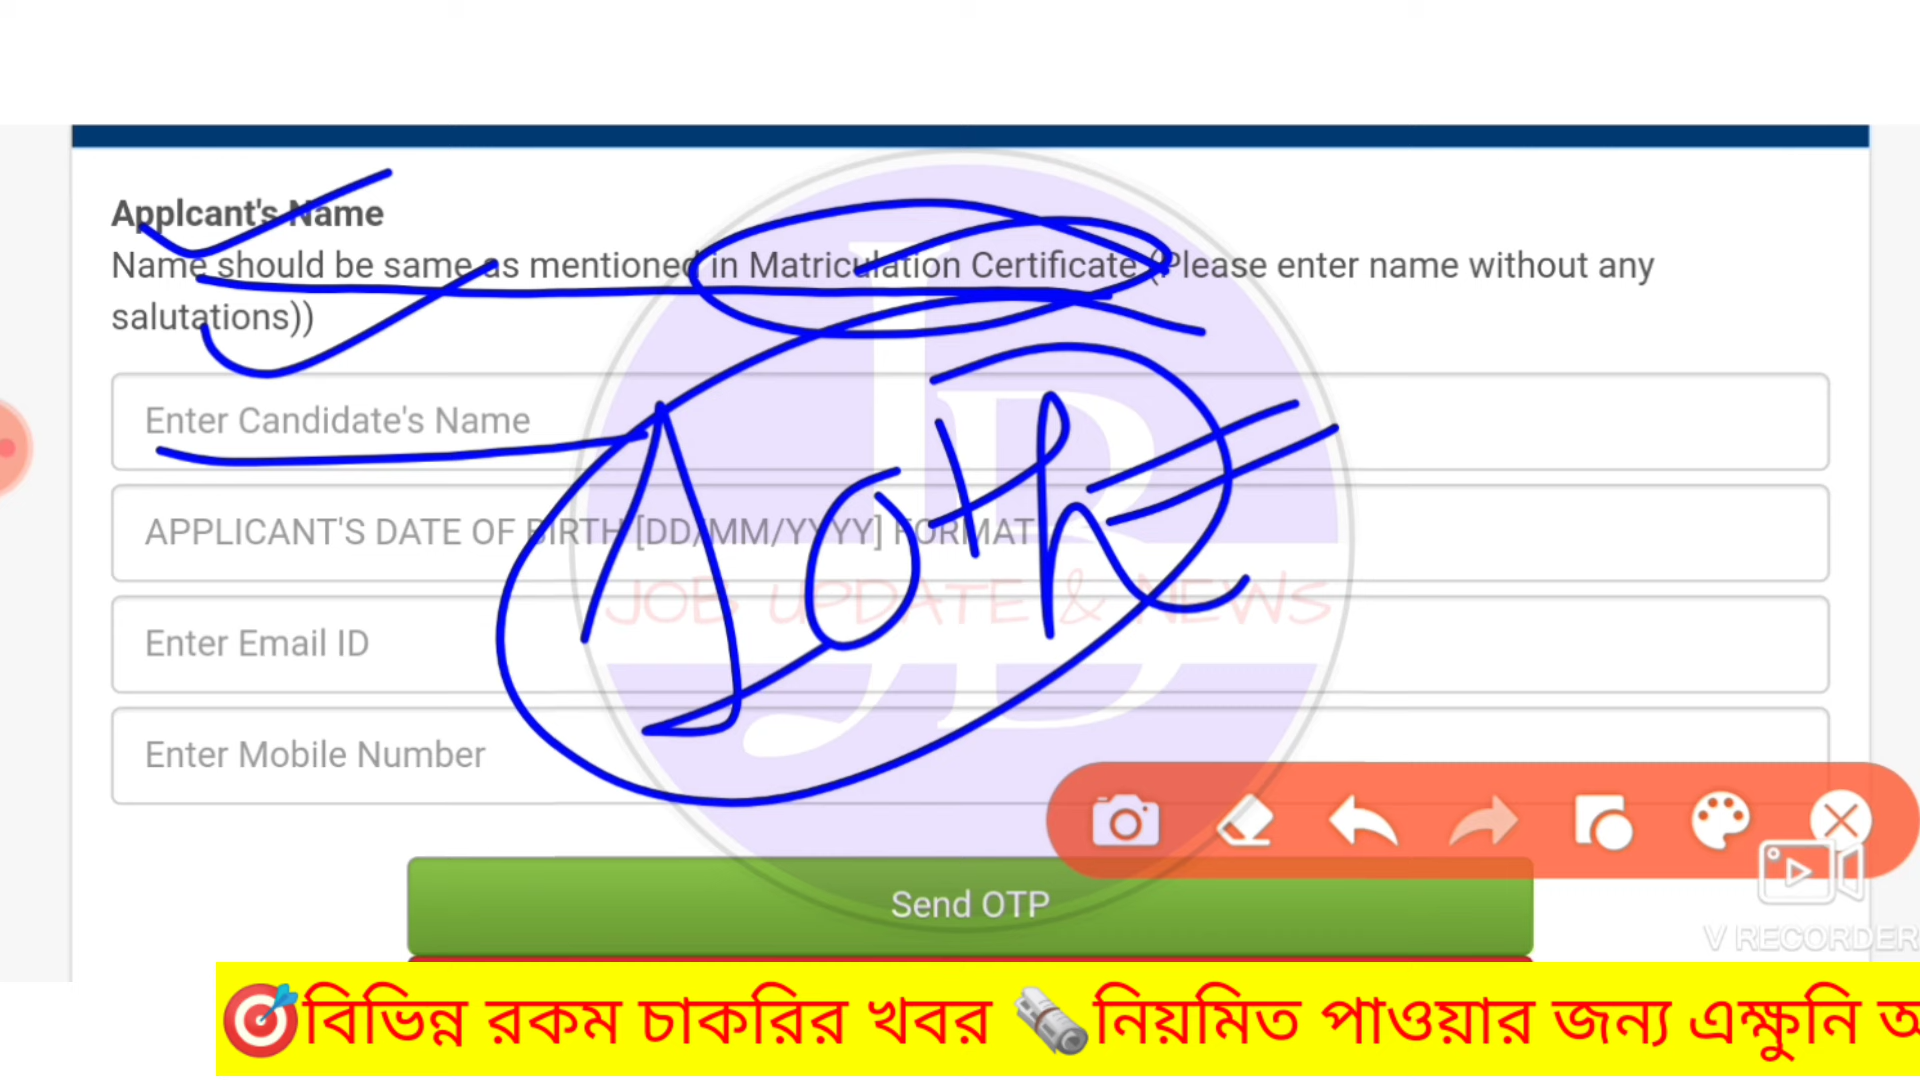 Applcant's Name
Name should be same as mentioned in Matriculation Certificate (Please enter name without any
salutations))
Enter Candidate's Name
APPLICANT'S DATE OF BIRTH [DD/MM/YYYY] FORMAT
Enter Email ID
Enter Mobile Number
10th
JOB UPDATE & NEWS
JB
Send OTP
V RECORDER
🎯বিভিন্ন রকম চাকরির খবর 🗞️নিয়মিত পাওয়ার জন্য এক্ষুনি